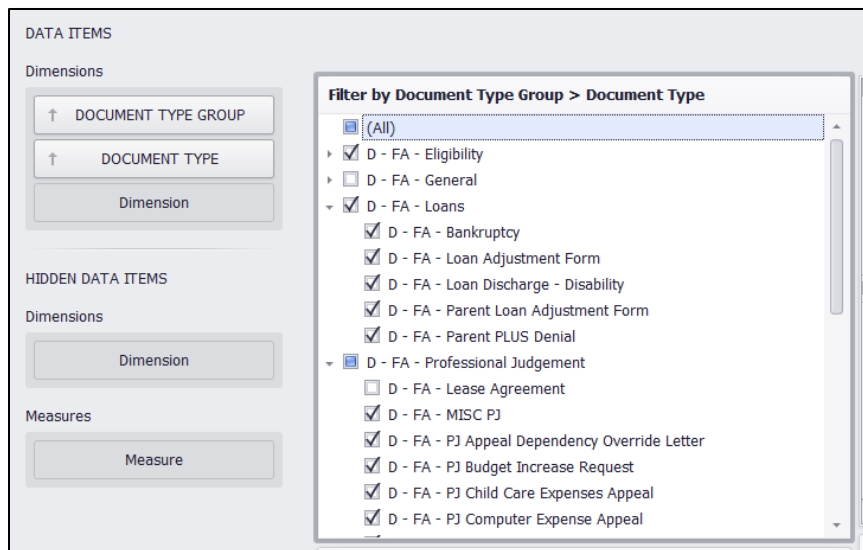 DATA ITEMS
Dimensions
DOCUMENT TYPE GROUP
DOCUMENT TYPE
Dimension
HIDDEN DATA ITEMS
Dimensions
Dimension
Measures
Measure
Filter by Document Type Group > Document Type
(All)
D - FA - Eligibility
D - FA - General
D - FA - Loans
D - FA - Bankruptcy
D - FA - Loan Adjustment Form
D - FA - Loan Discharge - Disability
D - FA - Parent Loan Adjustment Form
D - FA - Parent PLUS Denial
D - FA - Professional Judgement
D - FA - Lease Agreement
D - FA - MISC PJ
D - FA - PJ Appeal Dependency Override Letter
D - FA - PJ Budget Increase Request
D - FA - PJ Child Care Expenses Appeal
D - FA - PJ Computer Expense Appeal